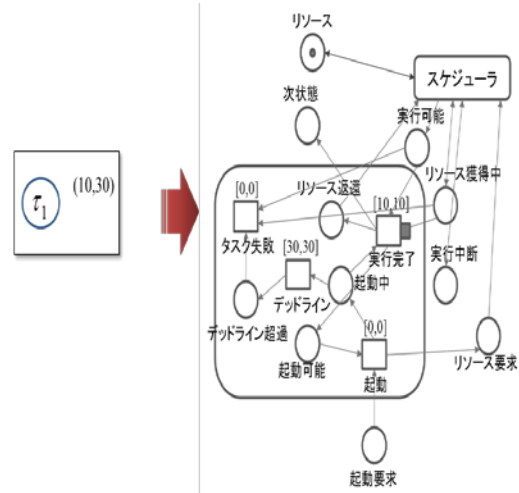 τ1 (10,30)
リソース
スケジューラ
次状態
実行可能
[0,0]
リソース返還
[10,10]
リソース獲得中
タスク失敗
[30,30]
実行完了
実行中断
デッドライン
起動中
デッドライン超過
[0,0]
起動可能
起動
リソース要求
起動要求